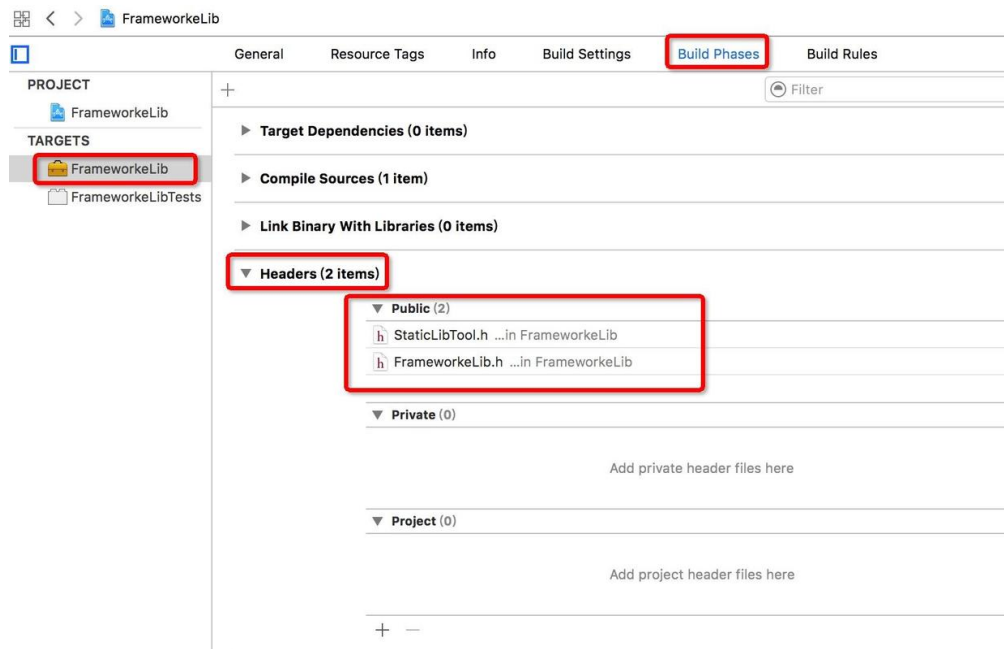 FrameworkeLib
General Resource Tags Info Build Settings Build Phases Build Rules
PROJECT
FrameworkeLib
TARGETS
FrameworkeLib
FrameworkeLibTests
Filter
Target Dependencies (0 items)
Compile Sources (1 item)
Link Binary With Libraries (0 items)
Headers (2 items)
Public (2)
StaticLibTool.h ...in FrameworkeLib
FrameworkeLib.h ...in FrameworkeLib
Private (0)
Add private header files here
Project (0)
Add project header files here